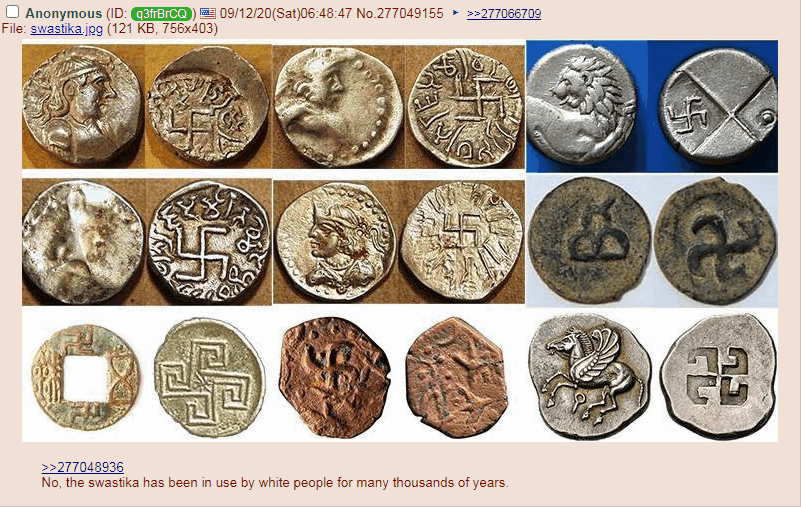 Anonymous (ID: q3frBrCQ) 09/12/20(Sat)06:48:47 No.277049155 ► >>277066709
File: swastika.jpg (121 KB, 756x403)
>>277048936
No, the swastika has been in use by white people for many thousands of years.